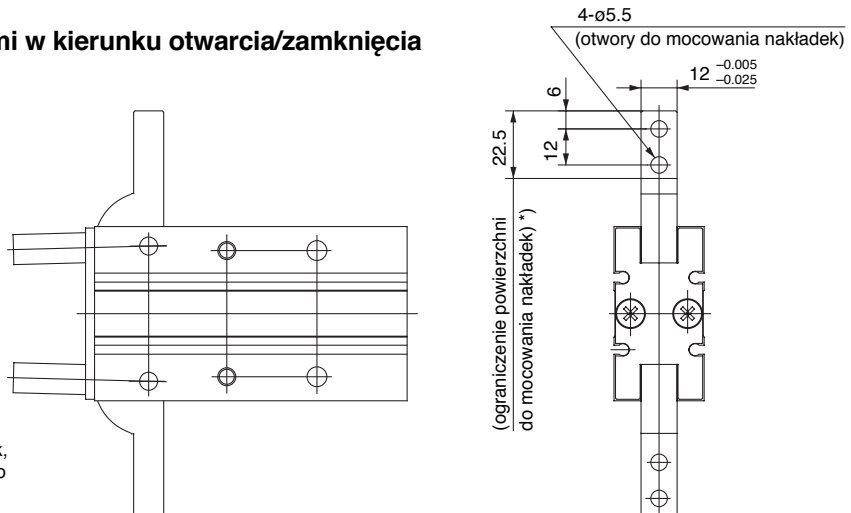 4-ø5.5
(otwory do mocowania nakładek)
mi w kierunku otwarcia/zamknięcia
12 –0.005 –0.025
6
12
22.5
(ograniczenie powierzchni
do mocowania nakładek) *)